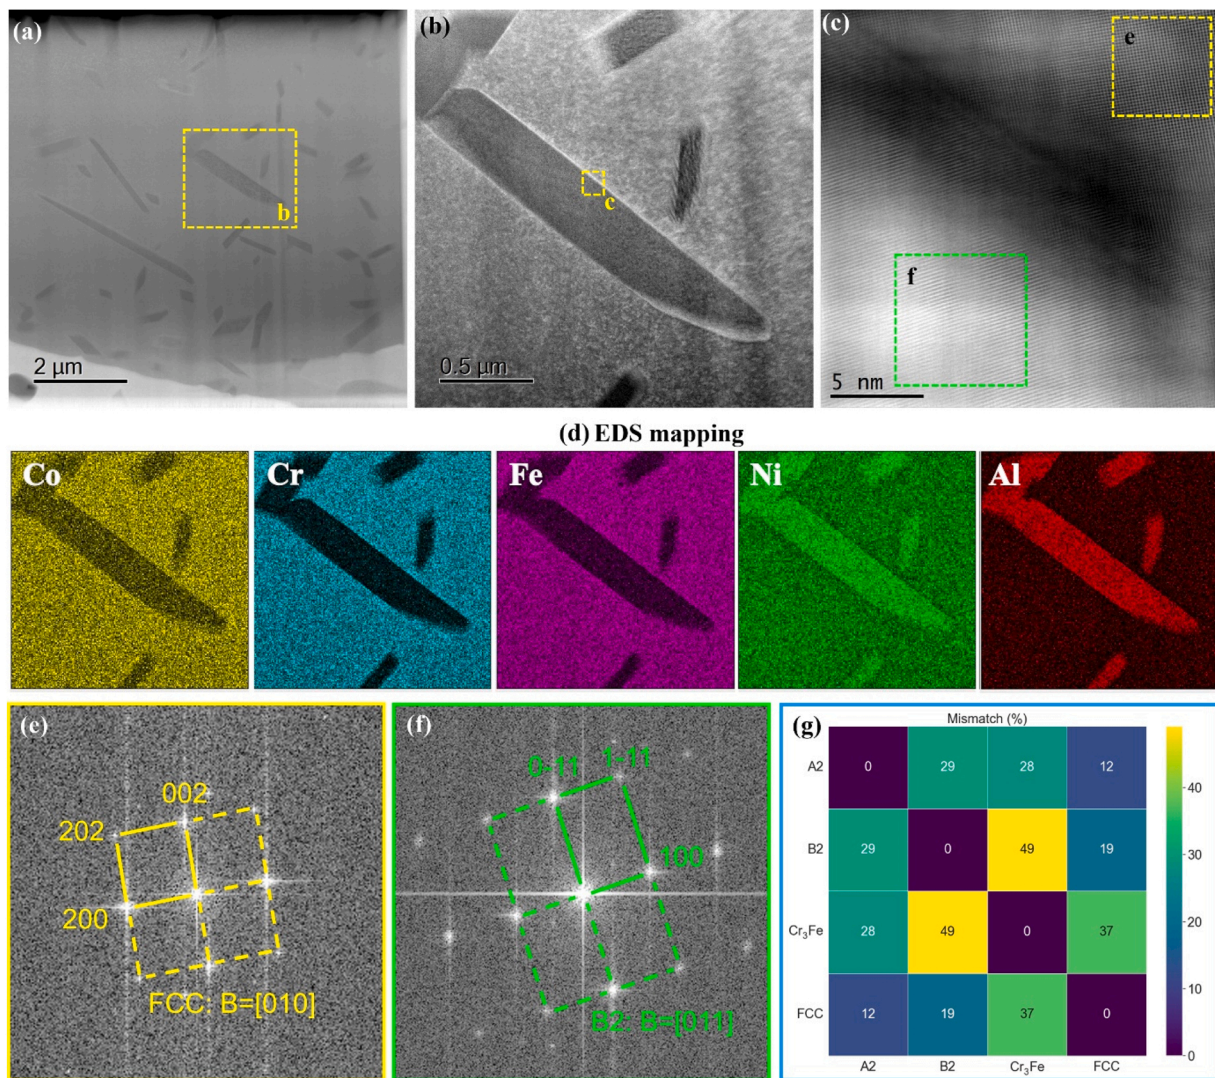 (a)
b
2 μm
(b)
c
0.5 μm
(c)
e
f
5 nm
(d) EDS mapping
Co
Cr
Fe
Ni
Al
(e)
002
202
200
FCC: B=[010]
(f)
0-11
1-11
100
B2: B=[011]
(g)
Mismatch (%)
A2
0
29
28
12
B2
29
0
49
19
Cr₃Fe
28
49
0
37
FCC
12
19
37
0
A2
B2
Cr₃Fe
FCC
40
30
20
10
0